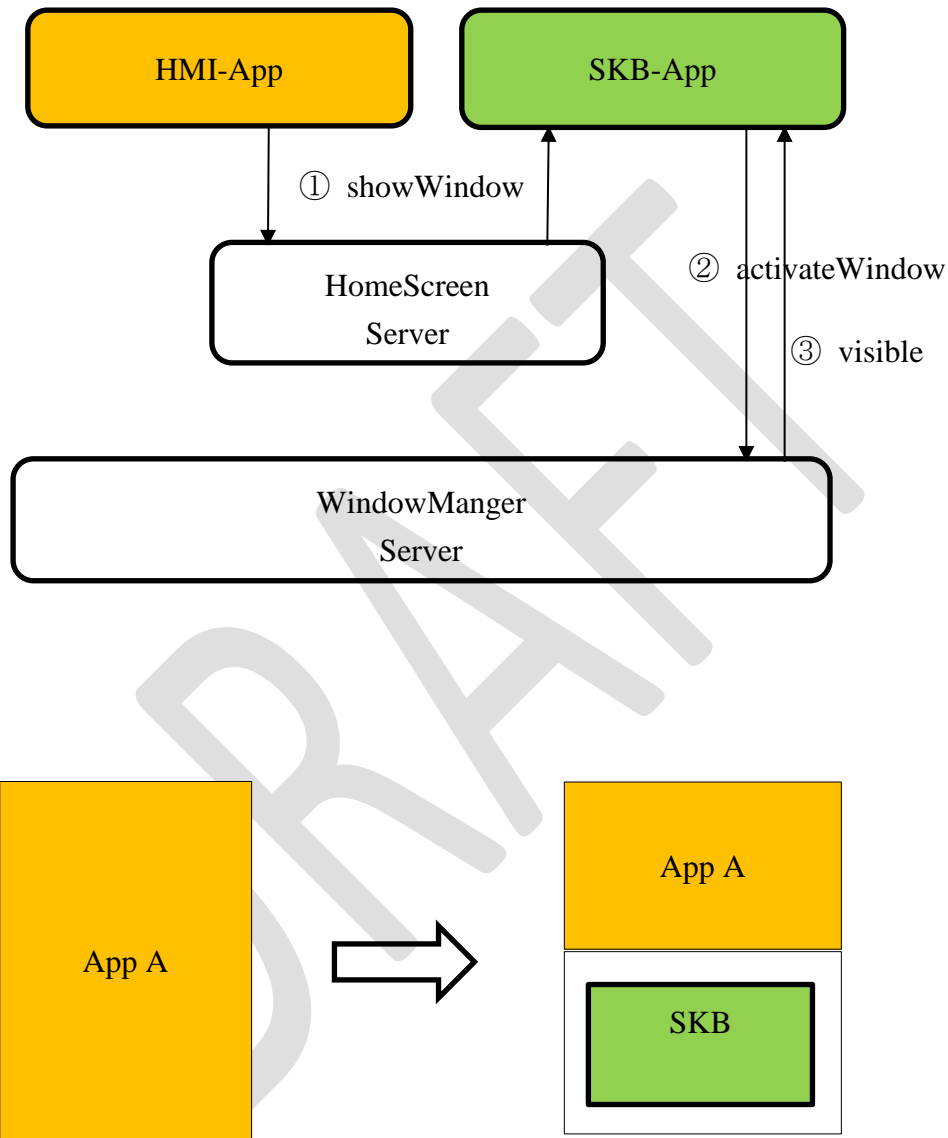 HMI-App
SKB-App
① showWindow
HomeScreen
Server
② activateWindow
③ visible
WindowManger
Server
DRAFT
App A
App A
SKB